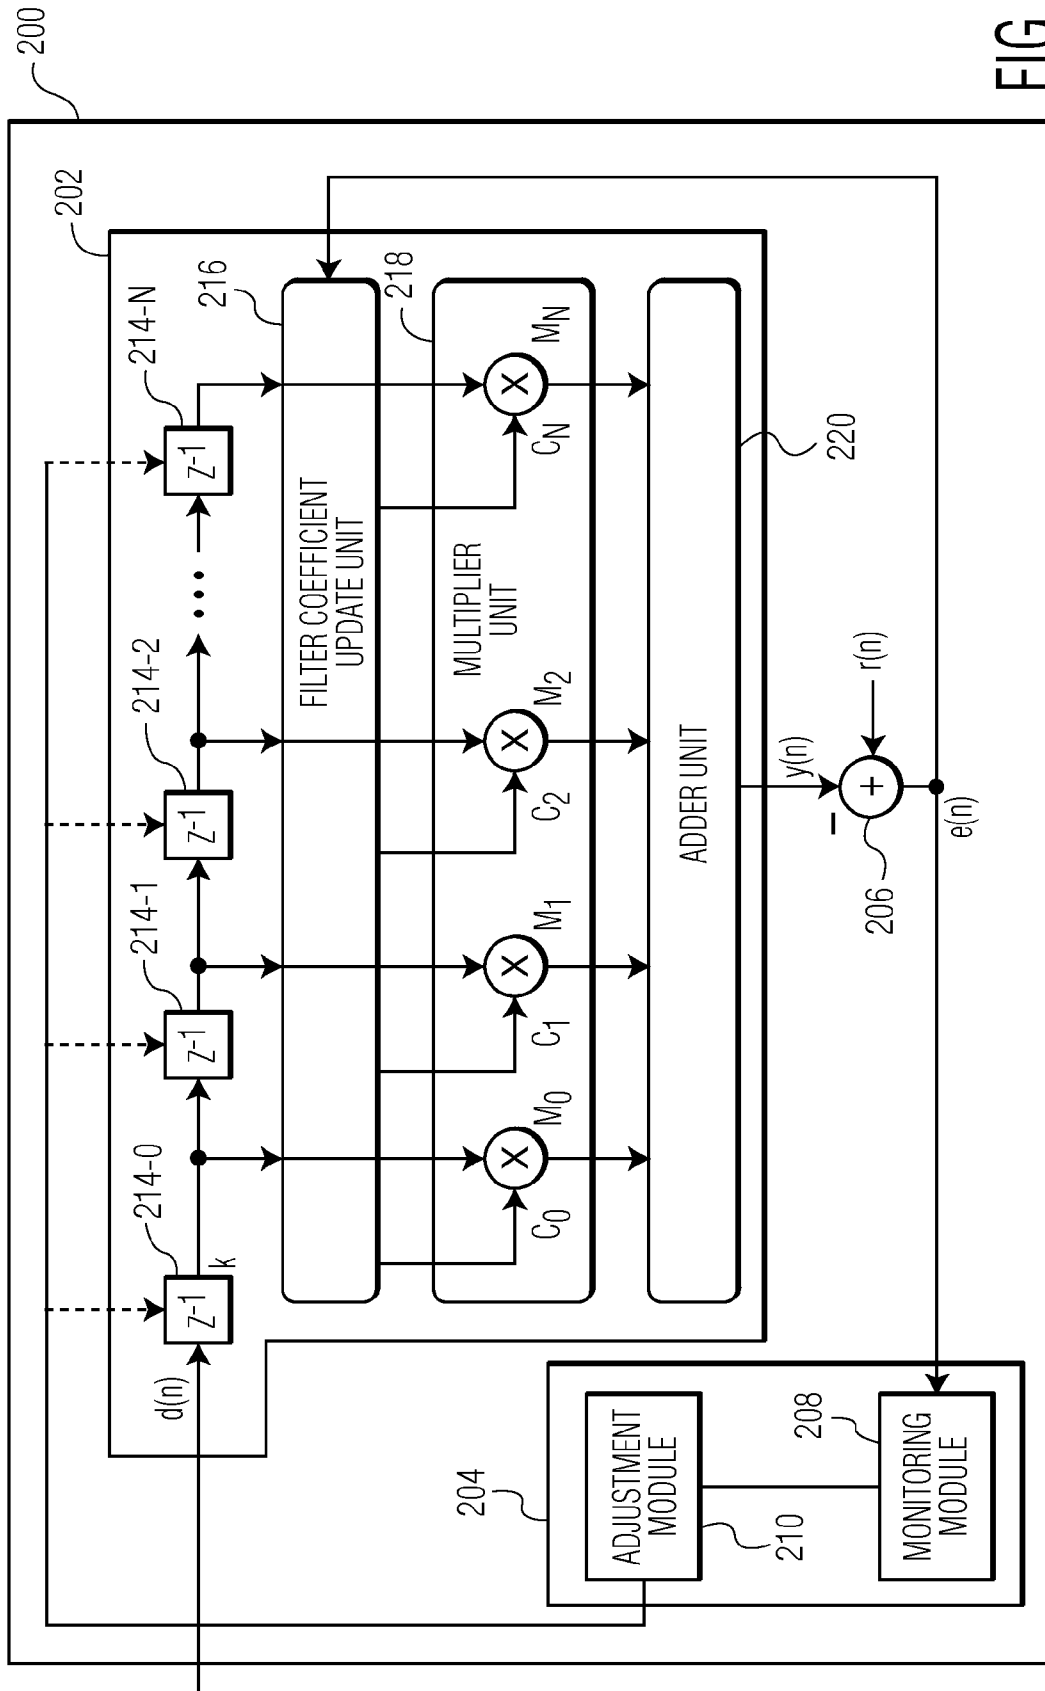 200
202
214-0
214-1
214-2
214-N
d(n)
z-1
k
z-1
z-1
z-1
216
FILTER COEFFICIENT
UPDATE UNIT
218
MULTIPLIER
UNIT
C0
M0
C1
M1
C2
M2
CN
MN
X
X
X
X
ADDER UNIT
220
204
ADJUSTMENT
MODULE
210
208
MONITORING
MODULE
y(n)
–
+
r(n)
206
e(n)
FIG